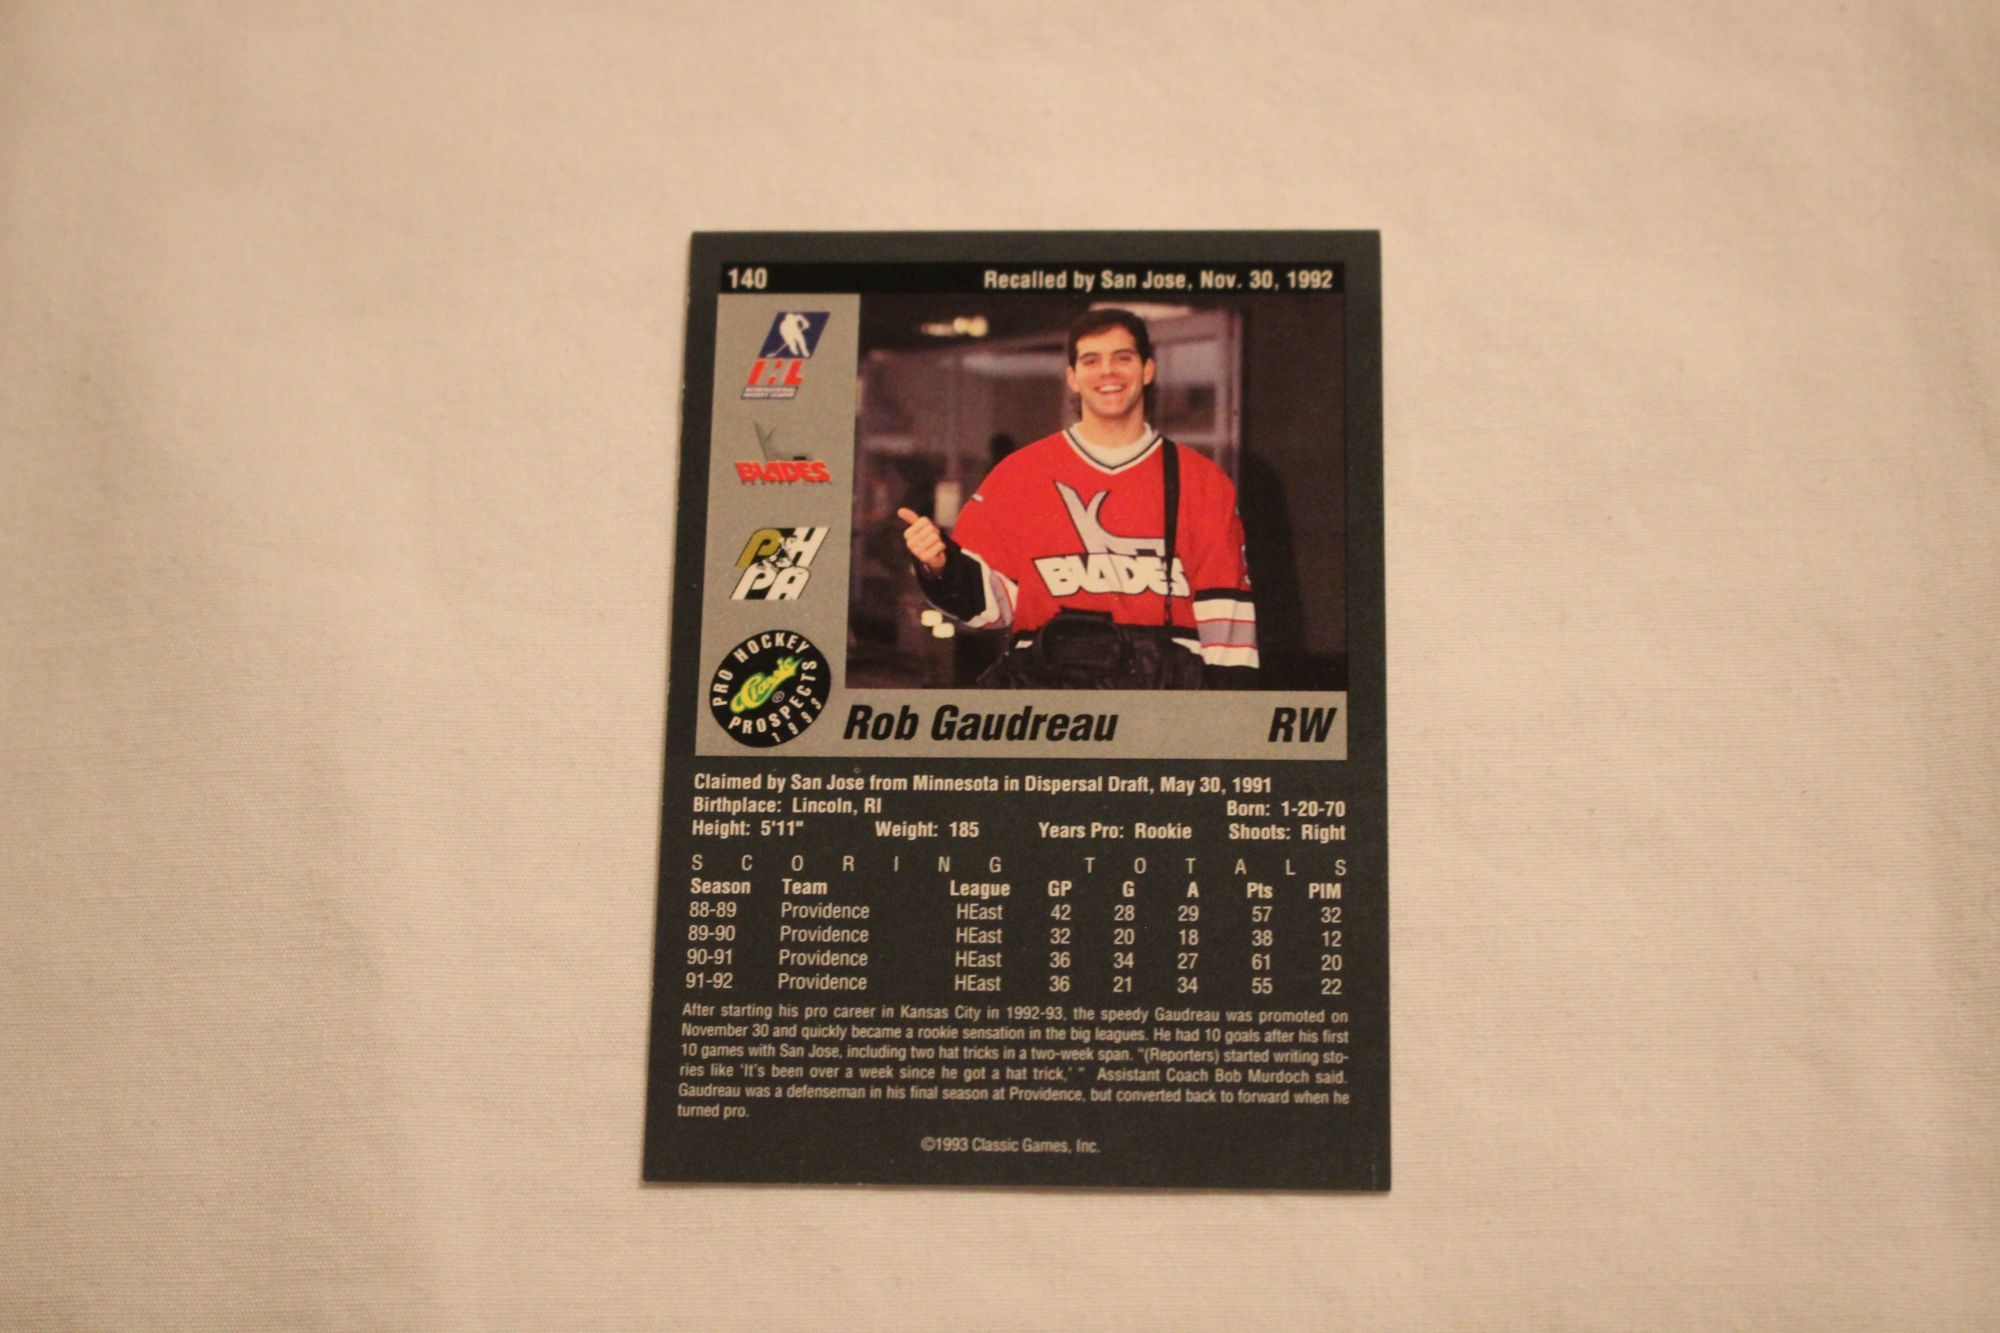 140 Recalled by San Jose, Nov. 30, 1992
IHL
INTERNATIONAL
HOCKEY LEAGUE
KC
BLADES
BLADES
PHPA
PRO HOCKEY
Classic ®
PROSPECTS
1993
Rob Gaudreau RW
Claimed by San Jose from Minnesota in Dispersal Draft, May 30, 1991
Birthplace: Lincoln, RI Born: 1-20-70
Height: 5'11" Weight: 185 Years Pro: Rookie Shoots: Right
SCORING TOTALS
Season Team League GP G A Pts PIM
88-89 Providence HEast 42 28 29 57 32
89-90 Providence HEast 32 20 18 38 12
90-91 Providence HEast 36 34 27 61 20
91-92 Providence HEast 36 21 34 55 22
After starting his pro career in Kansas City in 1992-93, the speedy Gaudreau was promoted on
November 30 and quickly became a rookie sensation in the big leagues. He had 10 goals after his first
10 games with San Jose, including two hat tricks in a two-week span. "(Reporters) started writing sto-
ries like 'It's been over a week since he got a hat trick,' " Assistant Coach Bob Murdoch said.
Gaudreau was a defenseman in his final season at Providence, but converted back to forward when he
turned pro.
©1993 Classic Games, Inc.